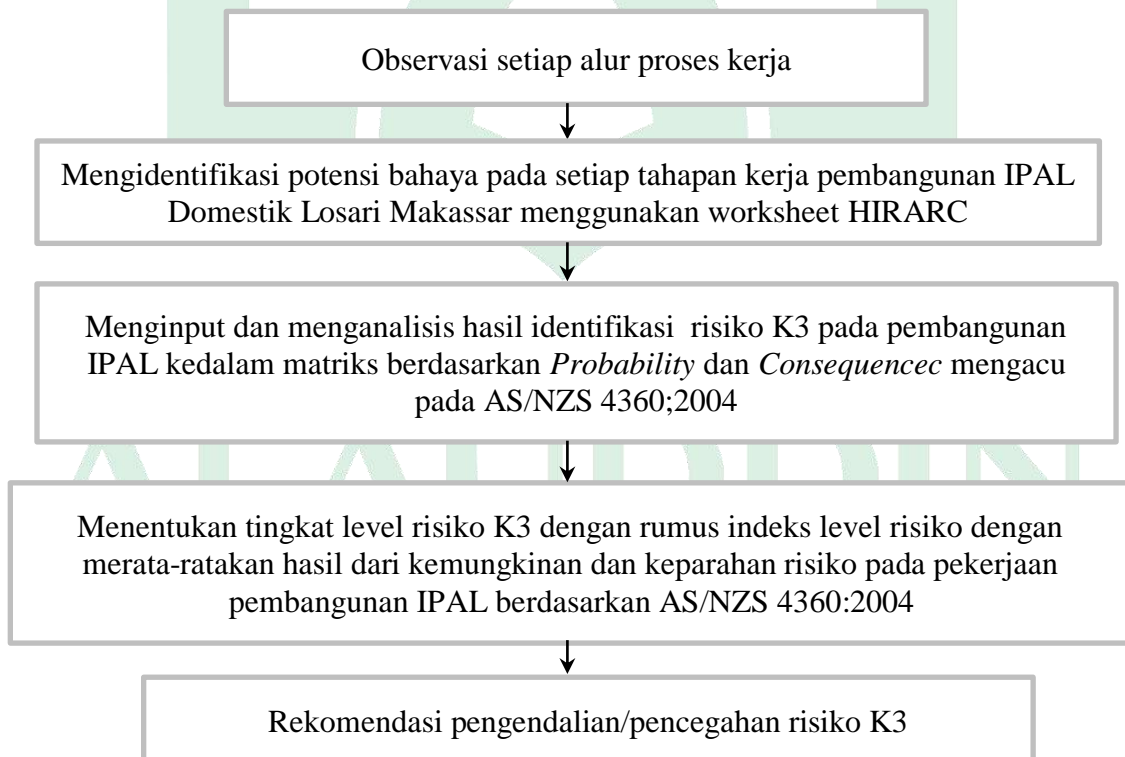 Observasi setiap alur proses kerja
Mengidentifikasi potensi bahaya pada setiap tahapan kerja pembangunan IPAL
Domestik Losari Makassar menggunakan worksheet HIRARC
Menginput dan menganalisis hasil identifikasi risiko K3 pada pembangunan
IPAL kedalam matriks berdasarkan Probability dan Consequencec mengacu
pada AS/NZS 4360;2004
ALAUDDIN
Menentukan tingkat level risiko K3 dengan rumus indeks level risiko dengan
merata-ratakan hasil dari kemungkinan dan keparahan risiko pada pekerjaan
pembangunan IPAL berdasarkan AS/NZS 4360:2004
Rekomendasi pengendalian/pencegahan risiko K3